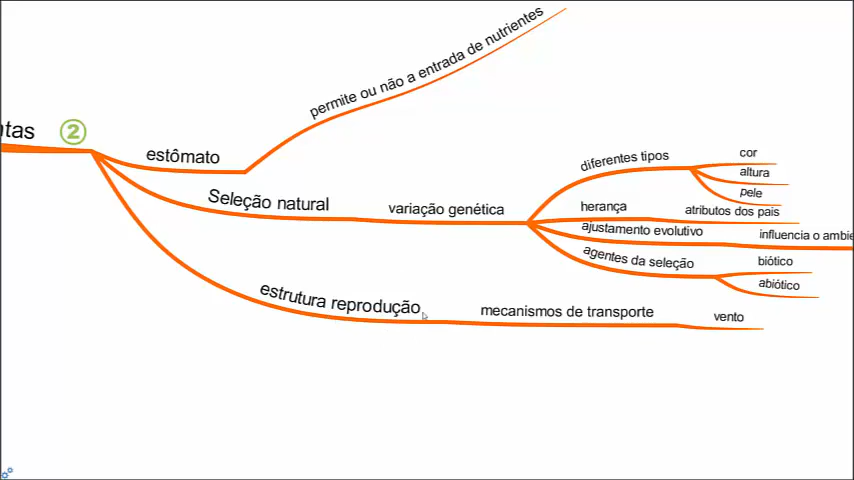 ntas
2
estômato
permite ou não a entrada de nutrientes
Seleção natural
variação genética
diferentes tipos
cor
altura
pele
herança
atributos dos pais
ajustamento evolutivo
influencia o ambie
agentes da seleção
biótico
abiótico
estrutura reprodução
mecanismos de transporte
vento